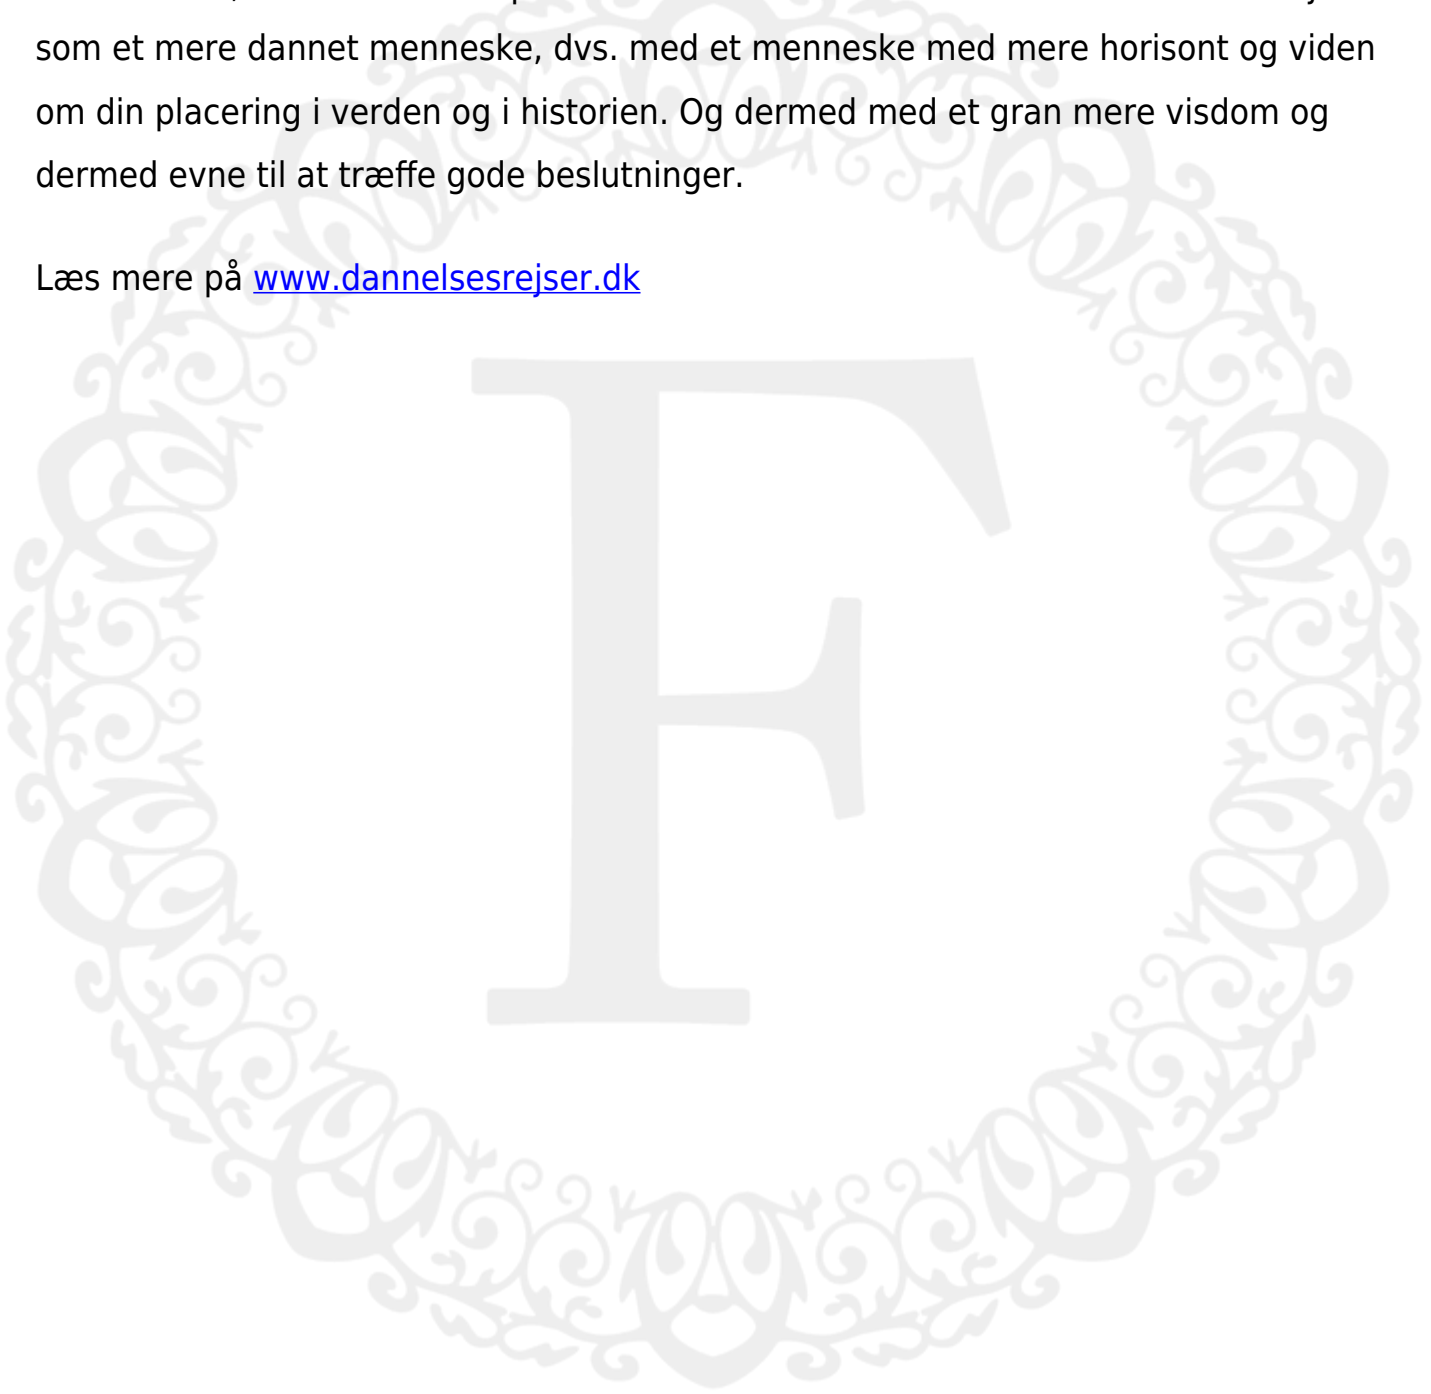 som et mere dannet menneske, dvs. med et menneske med mere horisont og viden
om din placering i verden og i historien. Og dermed med et gran mere visdom og
dermed evne til at træffe gode beslutninger.
Læs mere på www.dannelsesrejser.dk
F